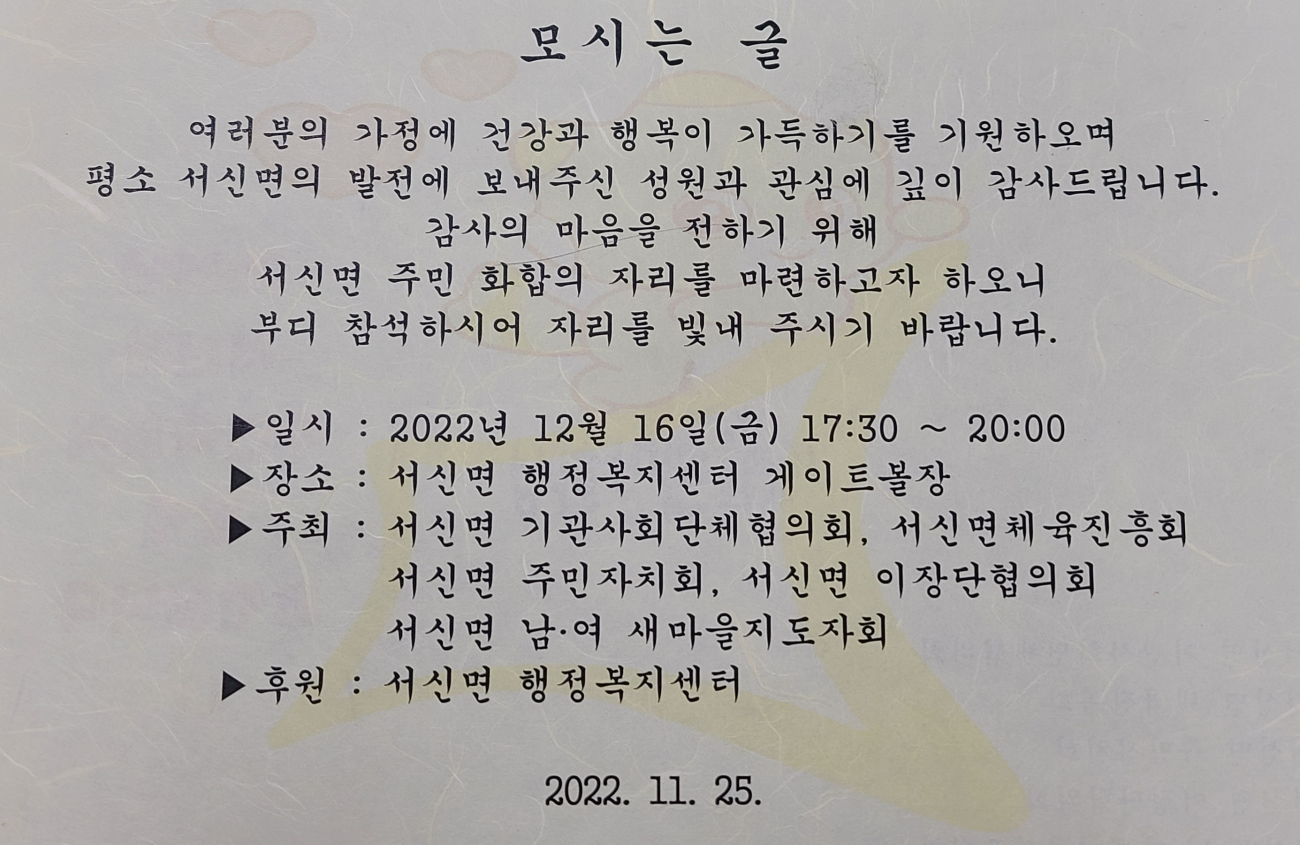 모시는 글
여러분의 가정에 건강과 행복이 가득하기를 기원하오며
평소 서신면의 발전에 보내주신 성원과 관심에 깊이 감사드립니다.
감사의 마음을 전하기 위해
서신면 주민 화합의 자리를 마련하고자 하오니
부디 참석하시어 자리를 빛내 주시기 바랍니다.
▶일시 : 2022년 12월 16일(금) 17:30 ~ 20:00
▶장소 : 서신면 행정복지센터 게이트볼장
▶주최 : 서신면 기관사회단체협의회, 서신면체육진흥회
서신면 주민자치회, 서신면 이장단협의회
서신면 남·여 새마을지도자회
▶후원 : 서신면 행정복지센터
2022. 11. 25.